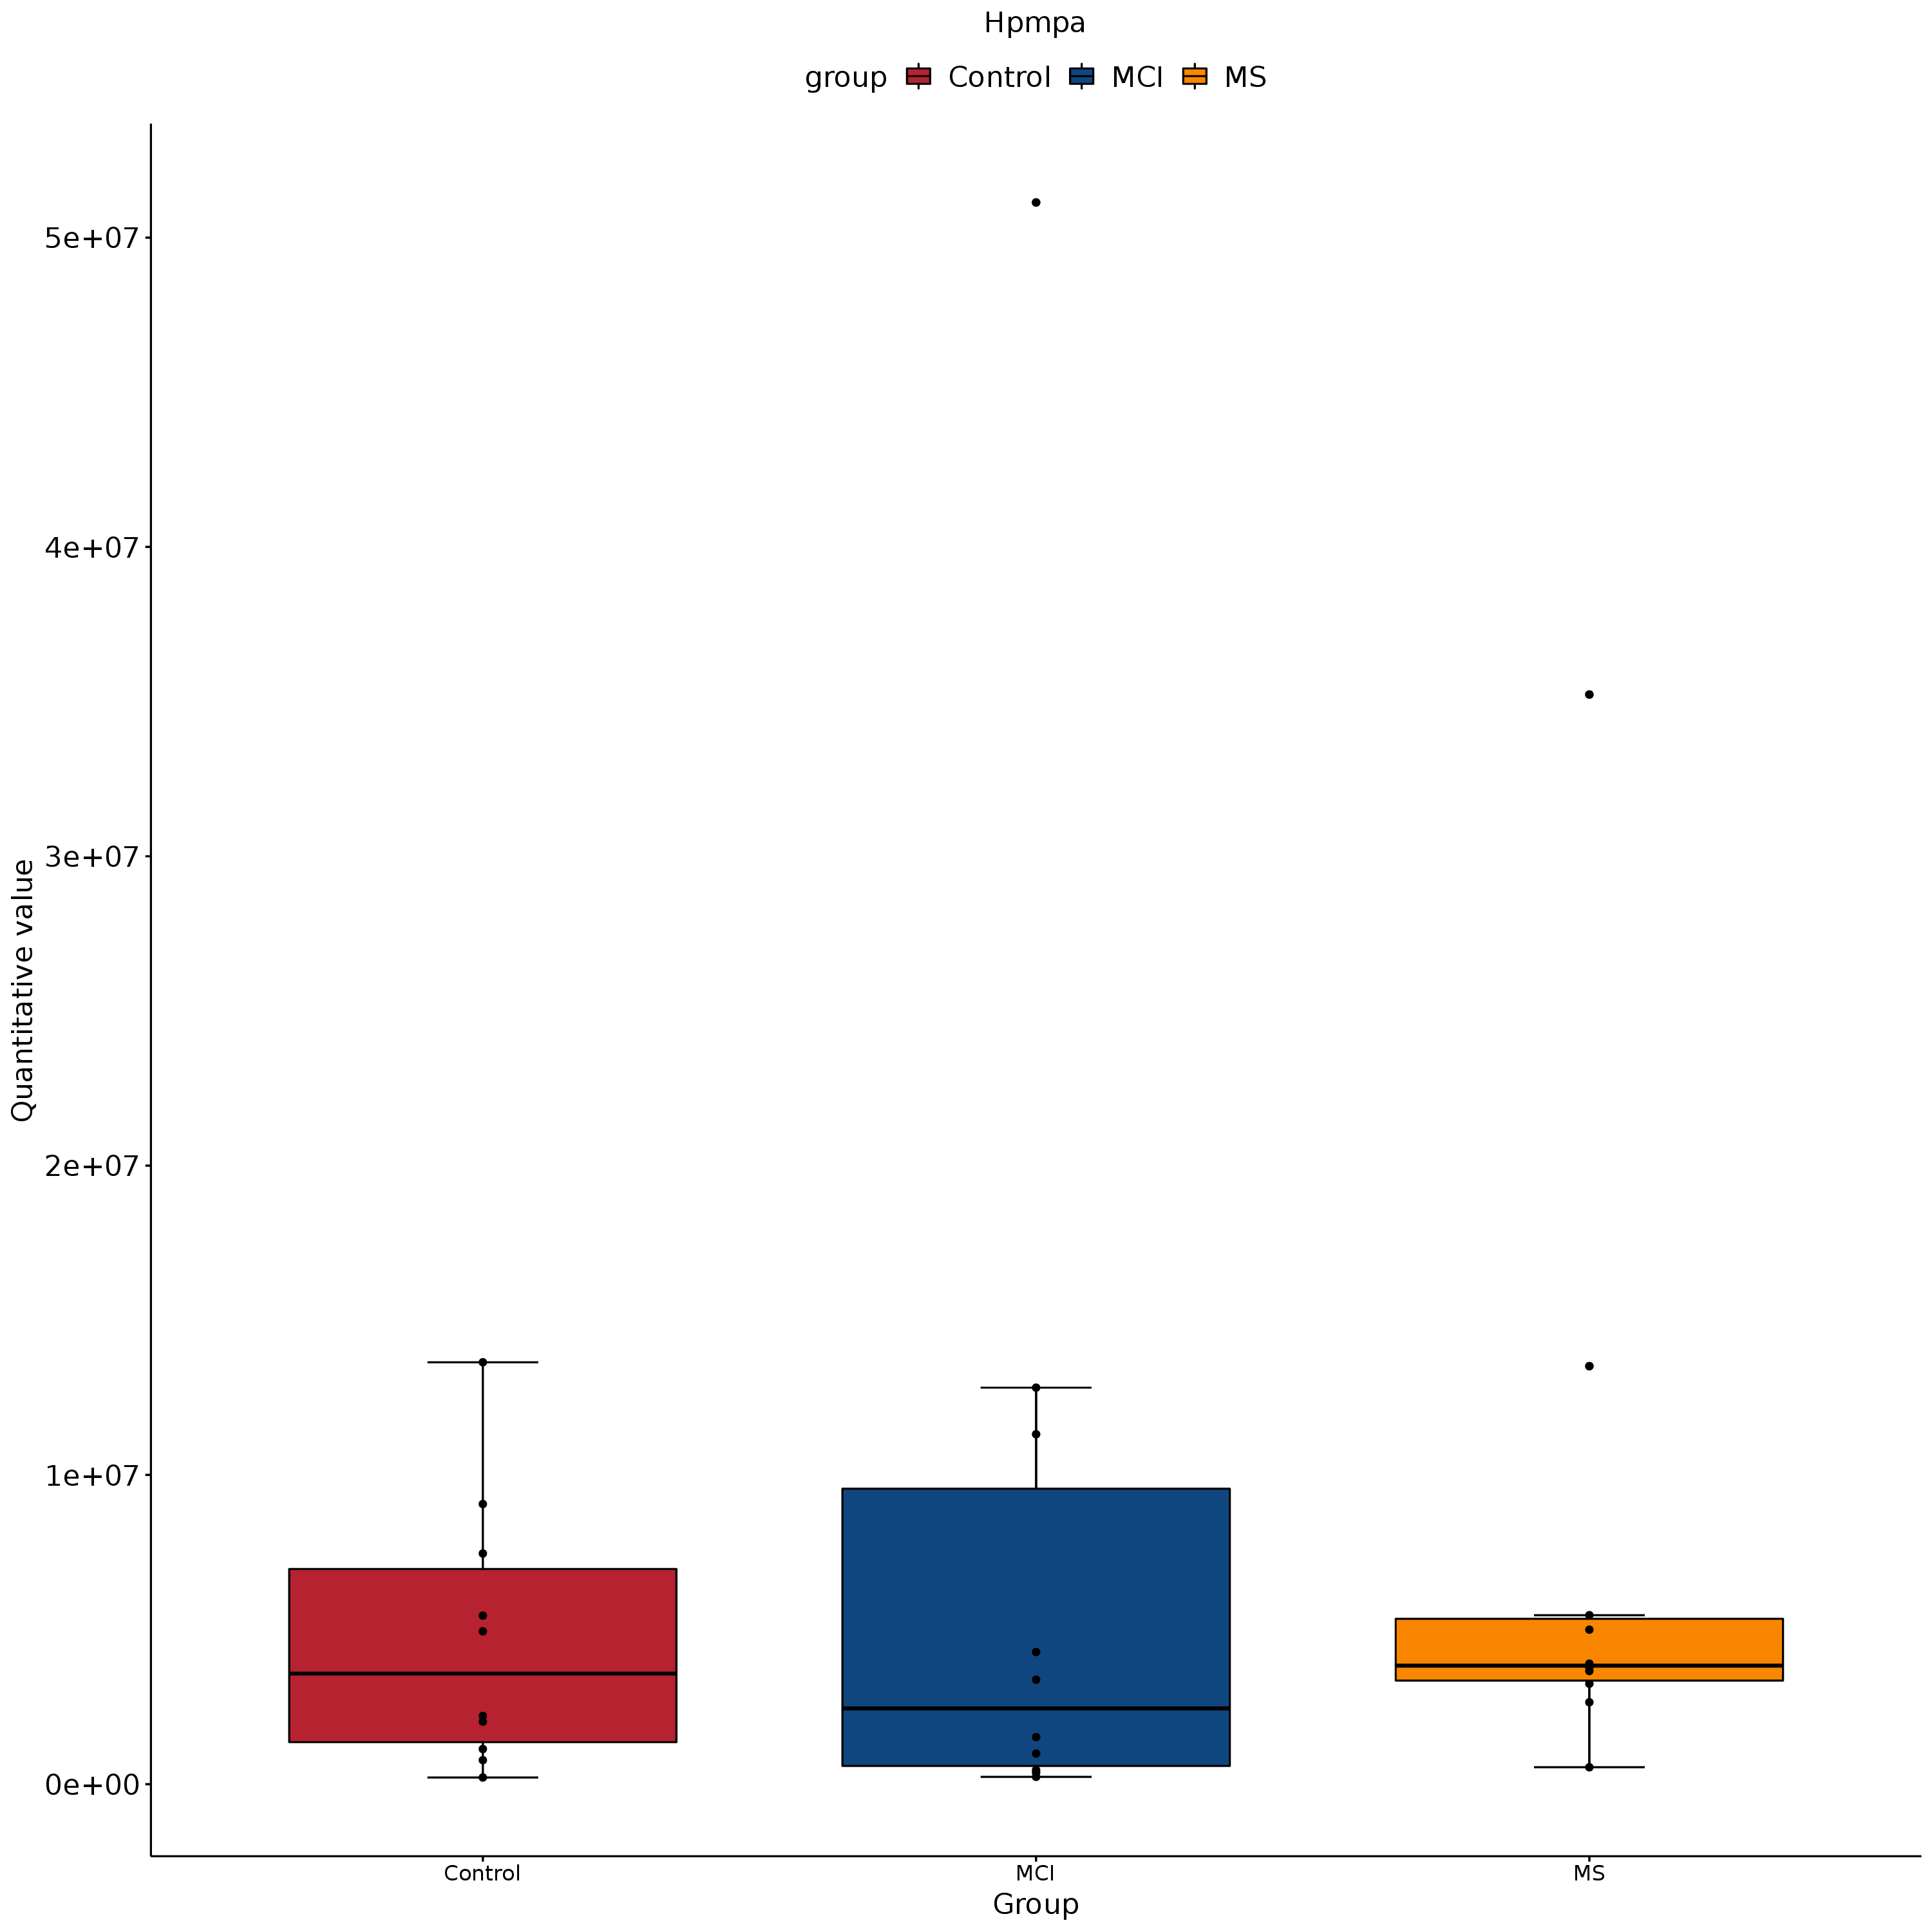 Hpmpa
group Control MCI MS
5e+07
4e+07
3e+07
2e+07
1e+07
0e+00
Quantitative value
Control MCI MS
Group